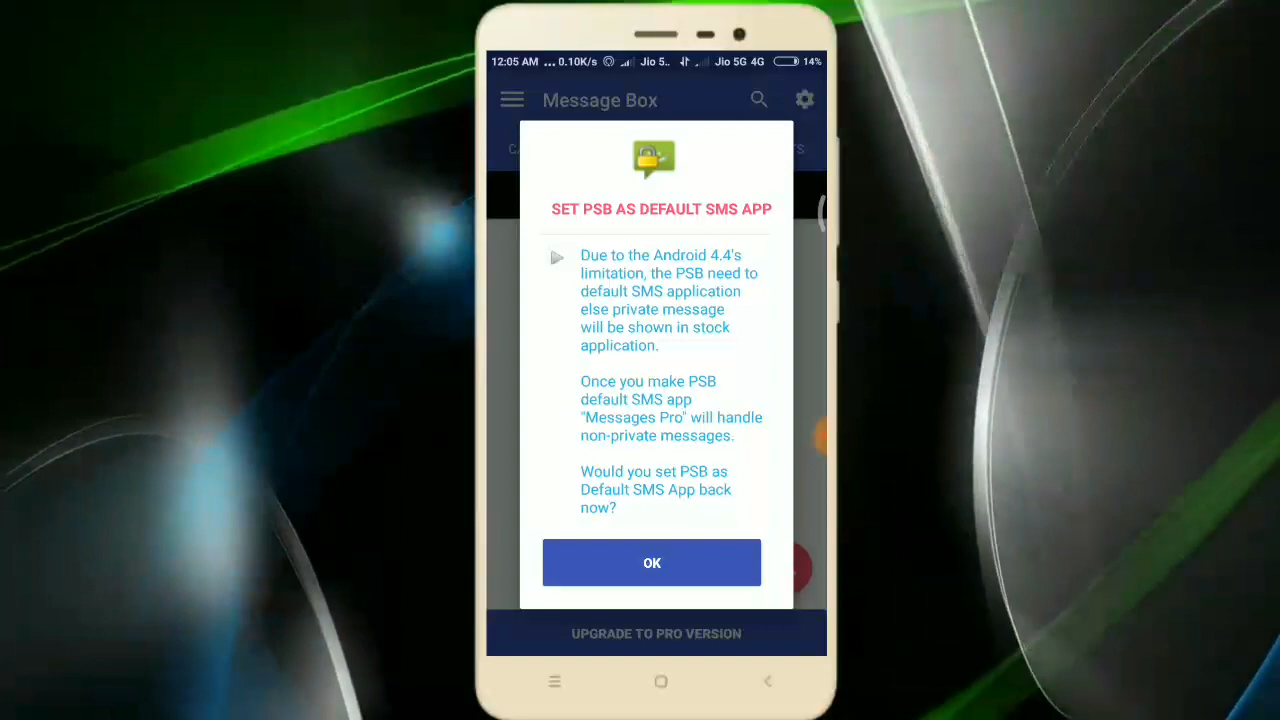 12:05 AM ... 0.10K/s Jio 5.. Jio 5G 4G 14%
Message Box
SET PSB AS DEFAULT SMS APP
Due to the Android 4.4's
limitation, the PSB need to
default SMS application
else private message
will be shown in stock
application.
Once you make PSB
default SMS app
"Messages Pro" will handle
non-private messages.
Would you set PSB as
Default SMS App back
now?
OK
UPGRADE TO PRO VERSION